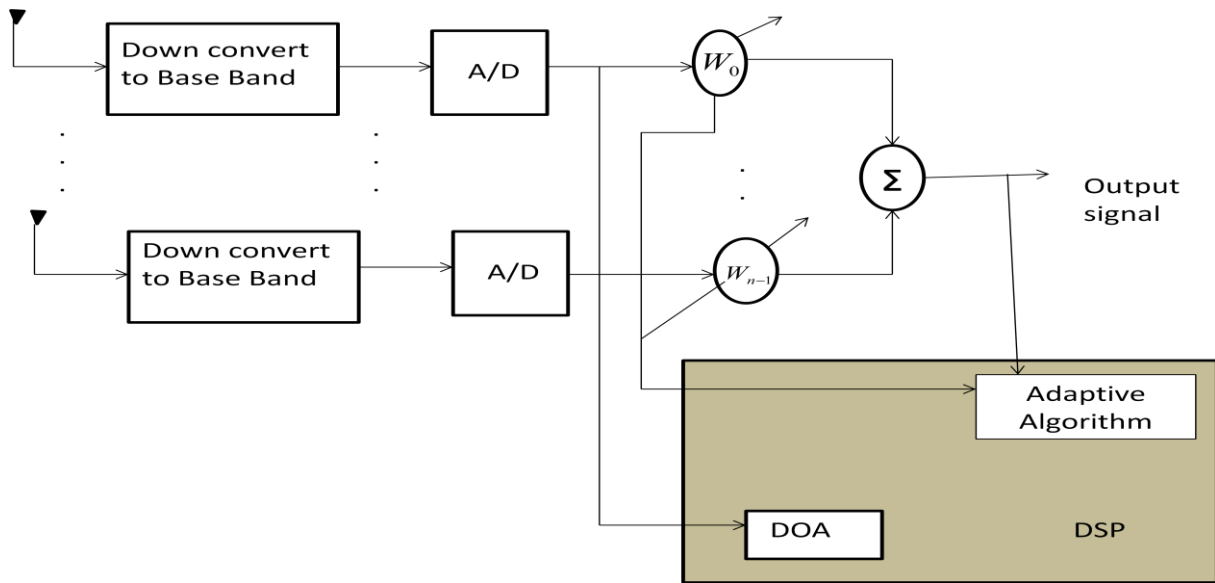 Down convert
to Base Band
A/D
W₀
Down convert
to Base Band
A/D
Wₙ₋₁
Σ
Output
signal
Adaptive
Algorithm
DOA
DSP